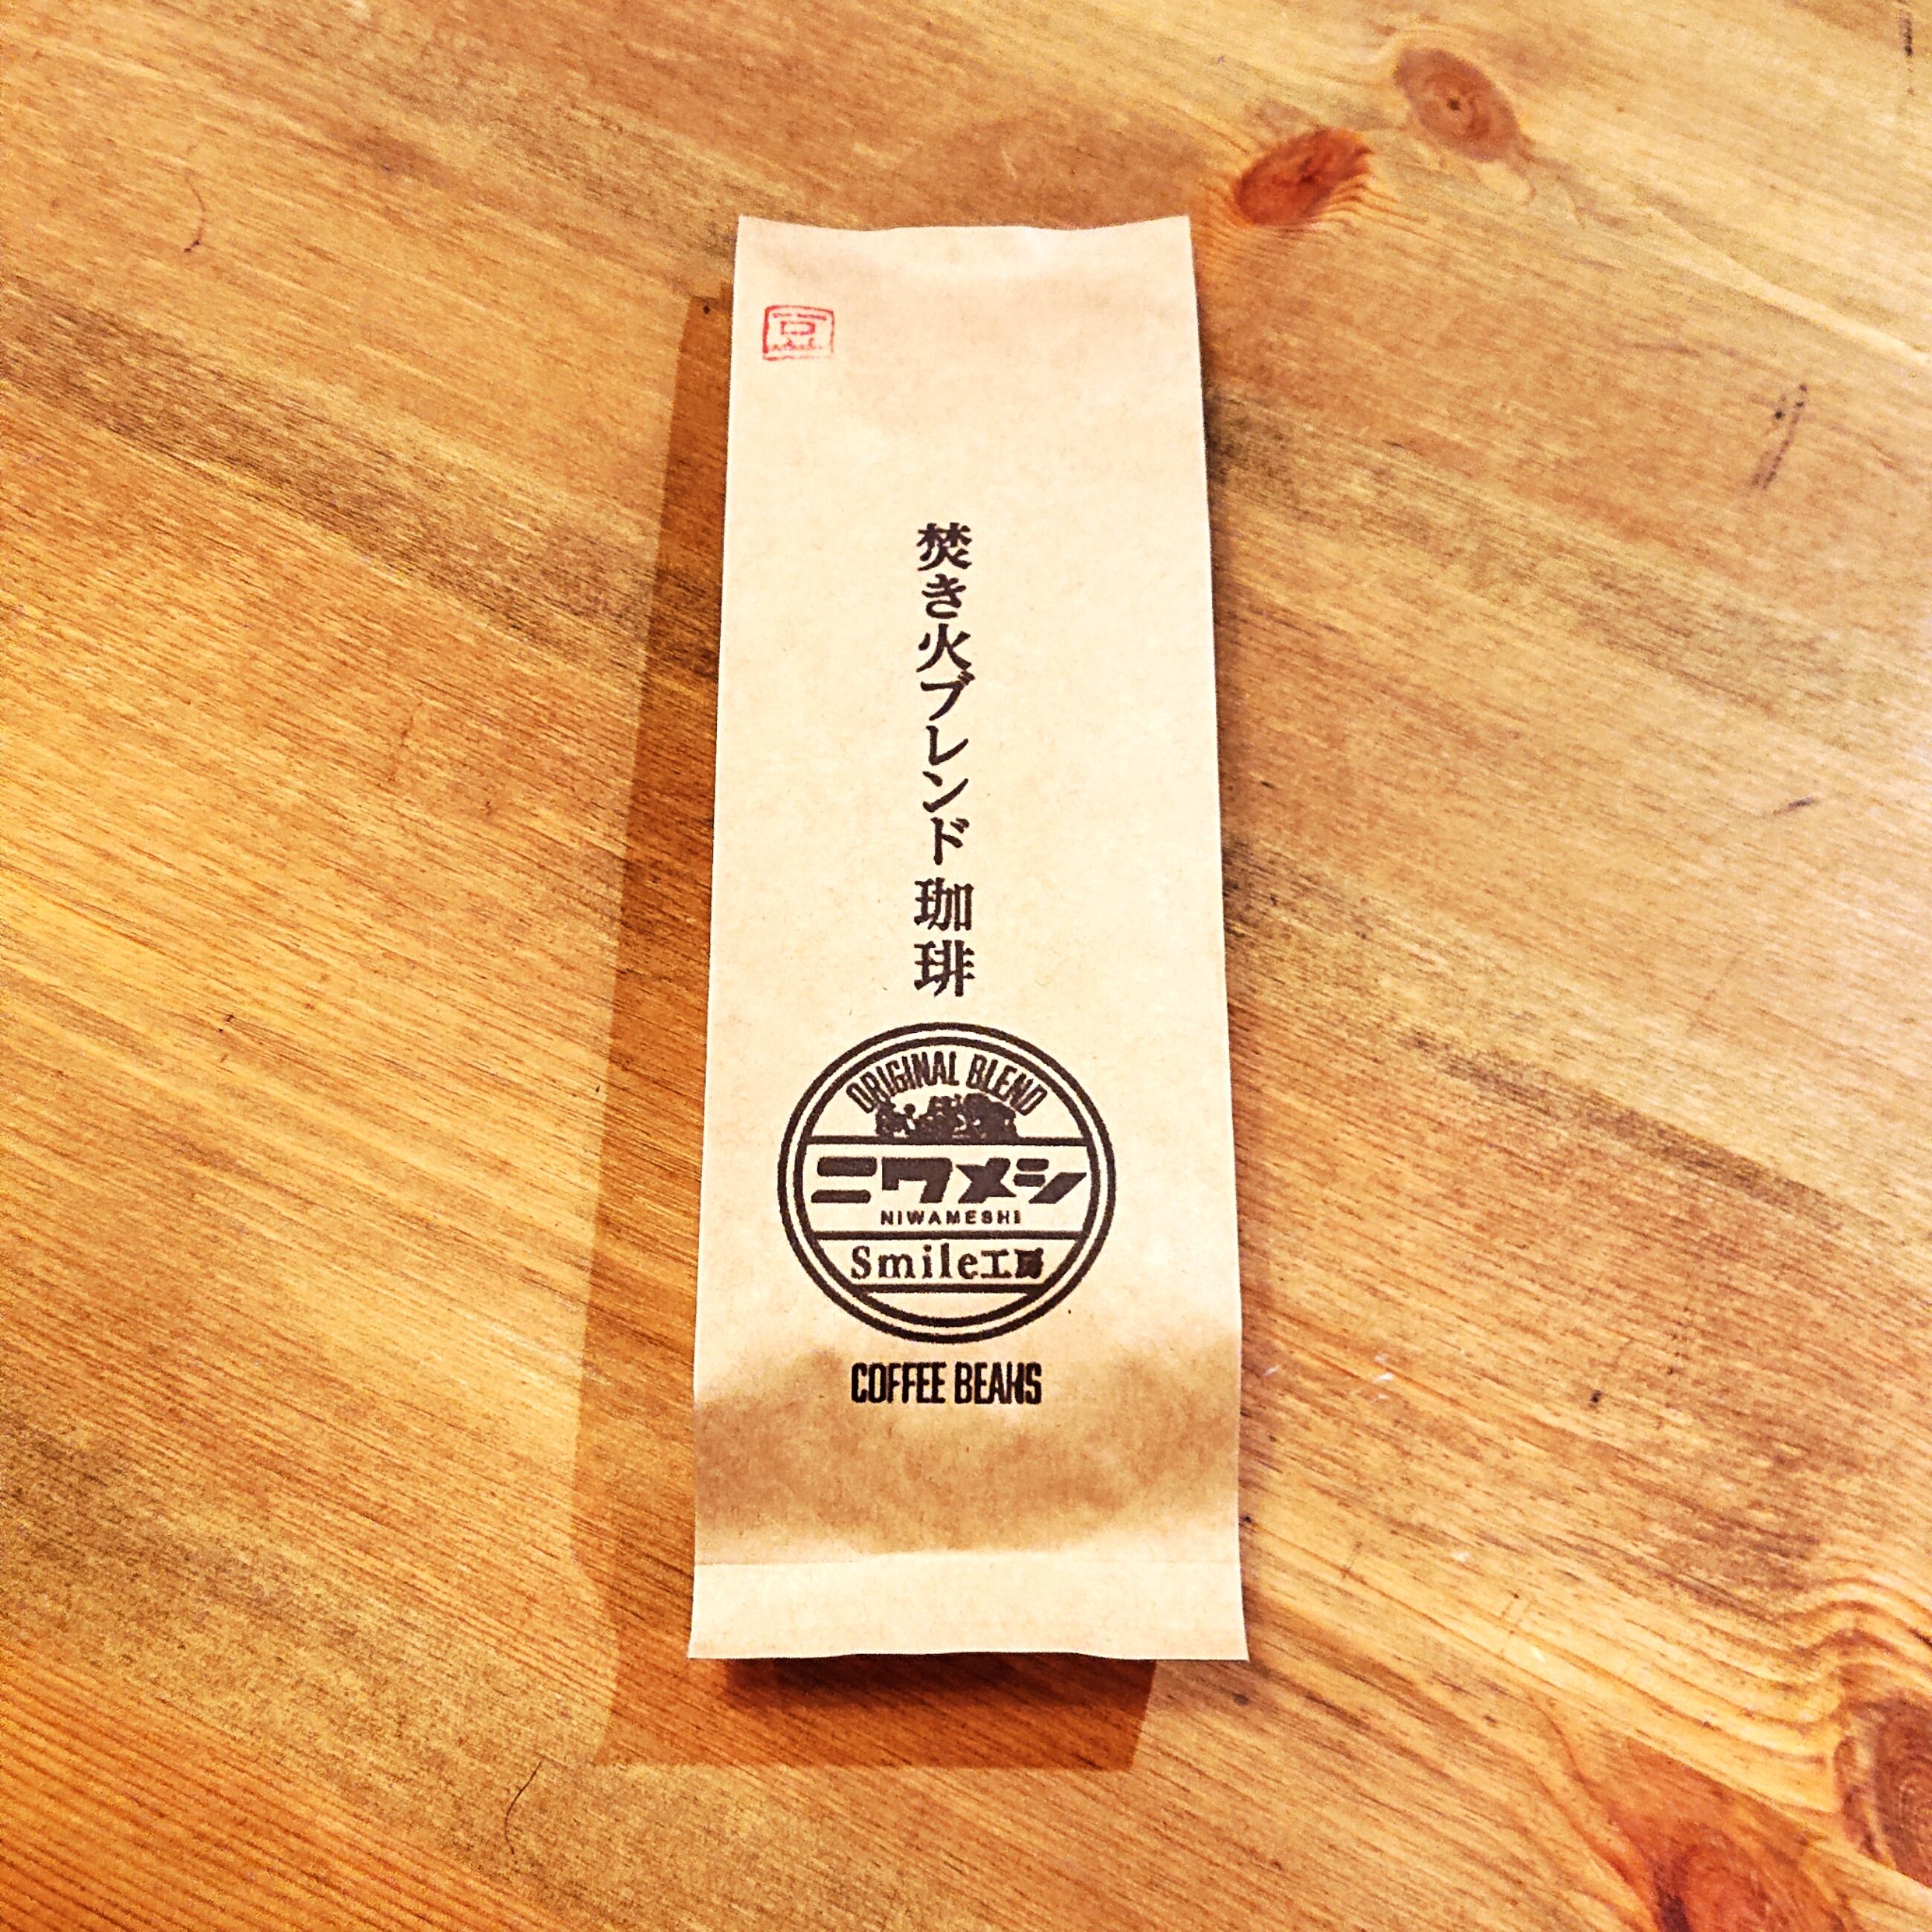 豆
焚き火ブレンド 珈琲
ORIGINAL BLEND
ニワメシ
NIWAMESHI
Smile工房
COFFEE BEANS